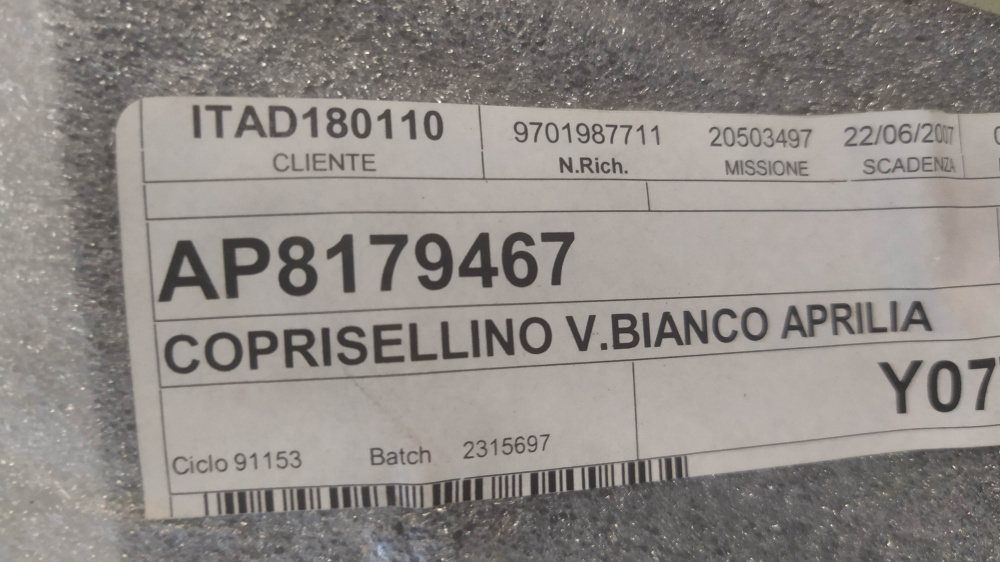 ITAD180110 9701987711 20503497 22/06/2007
CLIENTE N.Rich. MISSIONE SCADENZA
AP8179467
COPRISELLINO V.BIANCO APRILIA
Y07
Ciclo 91153 Batch 2315697